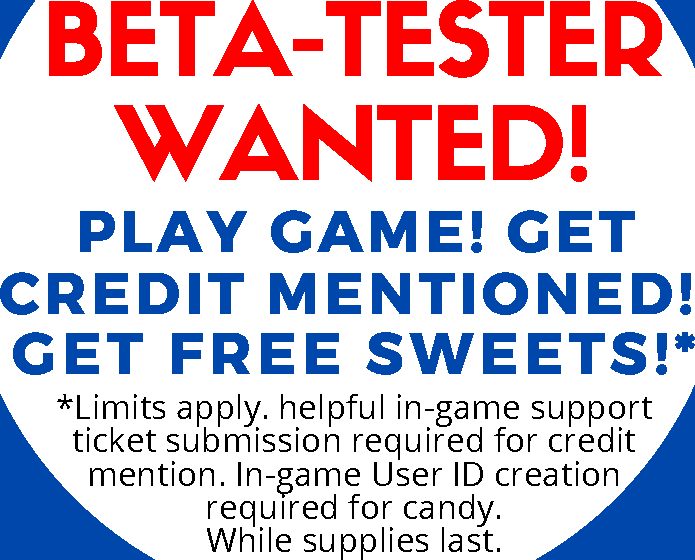 BETA-TESTER
WANTED!
PLAY GAME! GET
CREDIT MENTIONED!
GET FREE SWEETS!*
*Limits apply. helpful in-game support
ticket submission required for credit
mention. In-game User ID creation
required for candy.
While supplies last.